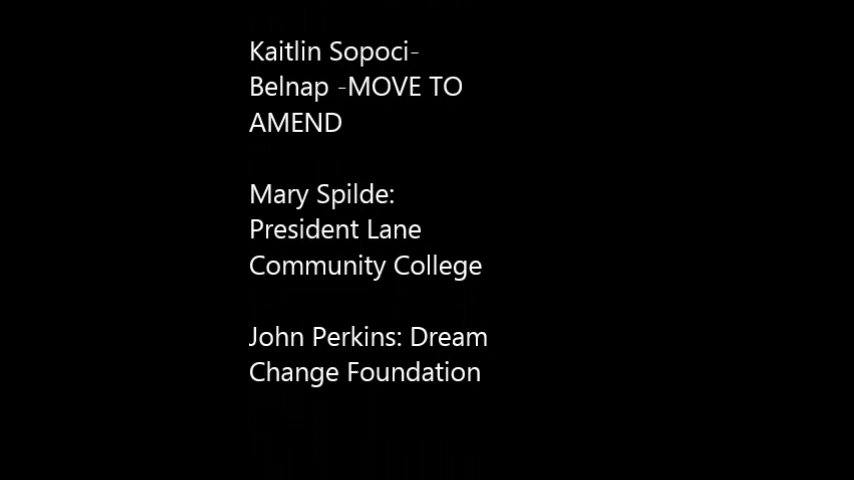 Kaitlin Sopoci-
Belnap -MOVE TO
AMEND
Mary Spilde:
President Lane
Community College
John Perkins: Dream
Change Foundation